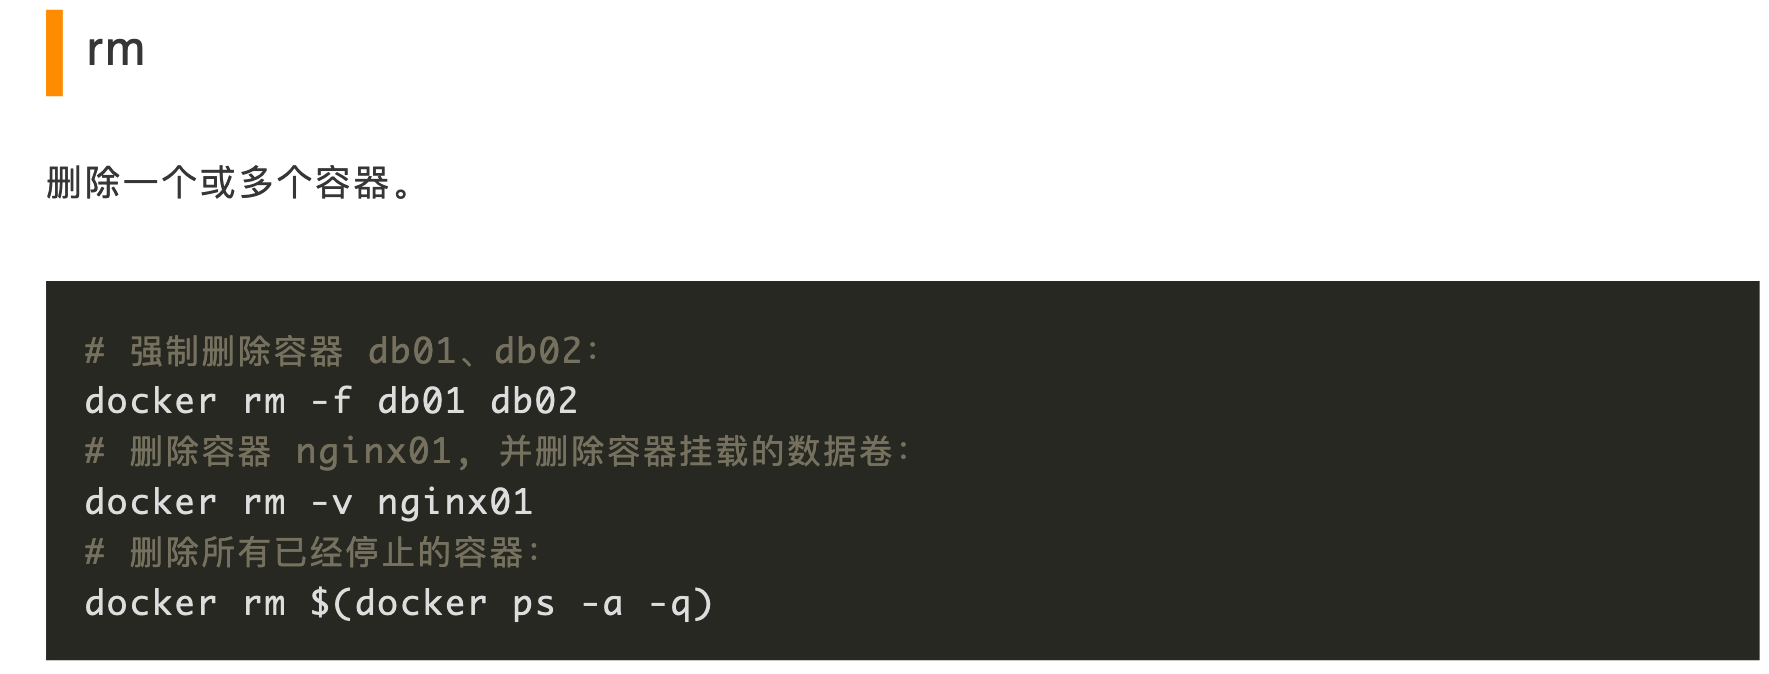 rm
删除一个或多个容器。
# 强制删除容器 db01、db02：
docker rm -f db01 db02
# 删除容器 nginx01, 并删除容器挂载的数据卷：
docker rm -v nginx01
# 删除所有已经停止的容器：
docker rm $(docker ps -a -q)